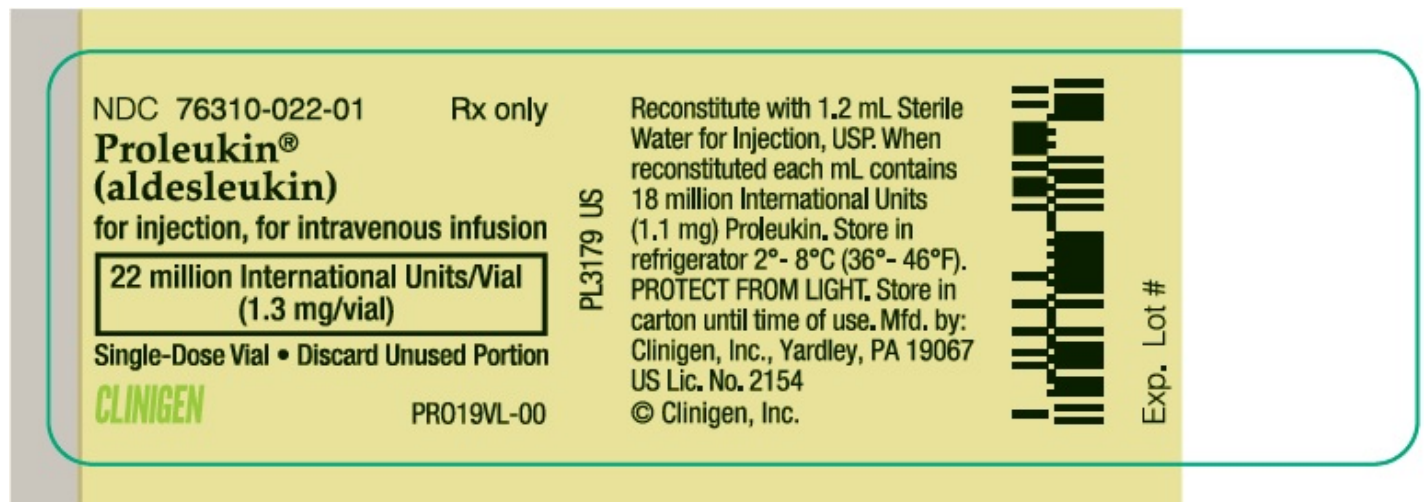 NDC 76310-022-01 Rx only
Proleukin®
(aldesleukin)
for injection, for intravenous infusion
22 million International Units/Vial
(1.3 mg/vial)
Single-Dose Vial • Discard Unused Portion
CLINIGEN PRO19VL-00
PL3179 US
Reconstitute with 1.2 mL Sterile
Water for Injection, USP. When
reconstituted each mL contains
18 million International Units
(1.1 mg) Proleukin. Store in
refrigerator 2°- 8°C (36°- 46°F).
PROTECT FROM LIGHT. Store in
carton until time of use. Mfd. by:
Clinigen, Inc., Yardley, PA 19067
US Lic. No. 2154
© Clinigen, Inc.
Exp. Lot #